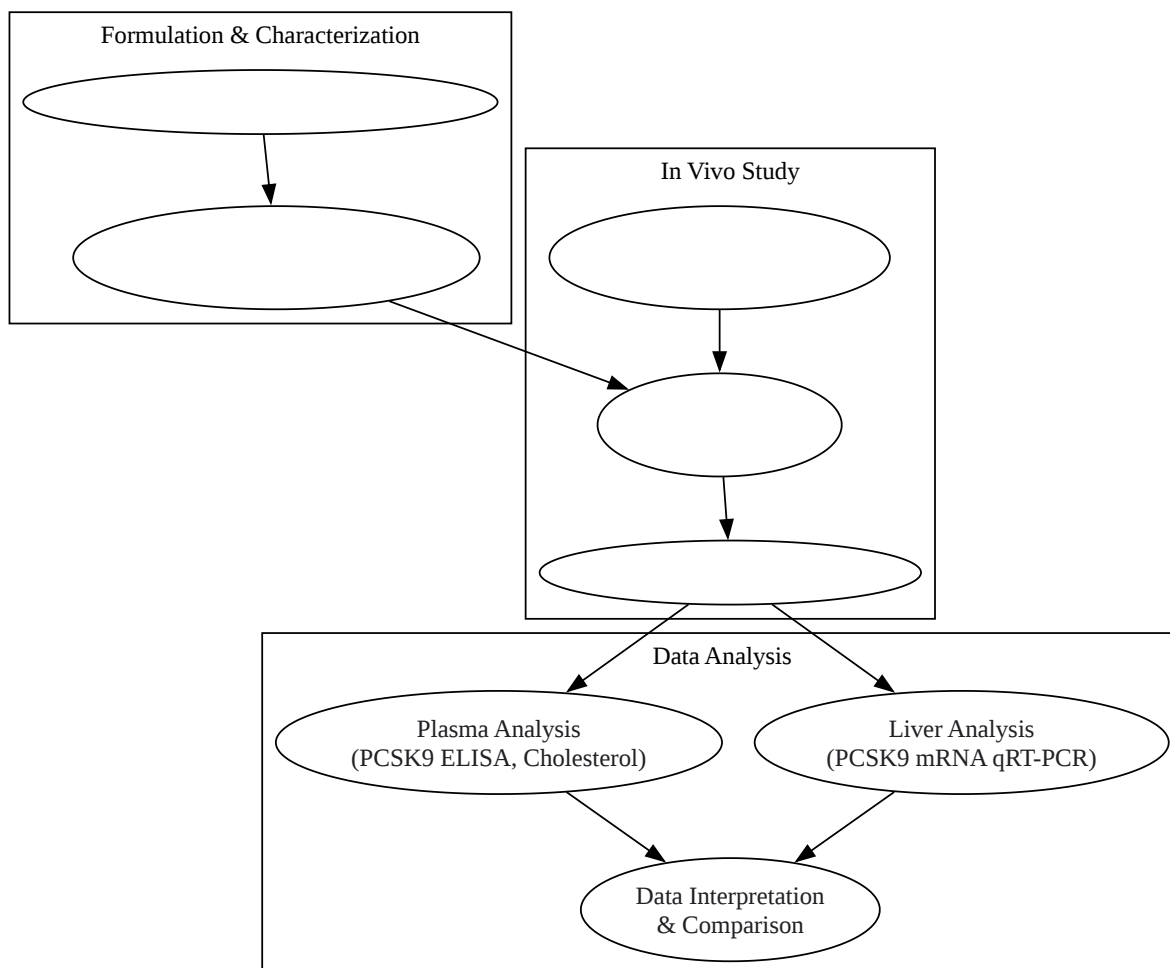 Formulation & Characterization
In Vivo Study
Data Analysis
Plasma Analysis
(PCSK9 ELISA, Cholesterol)
Liver Analysis
(PCSK9 mRNA qRT-PCR)
Data Interpretation
& Comparison